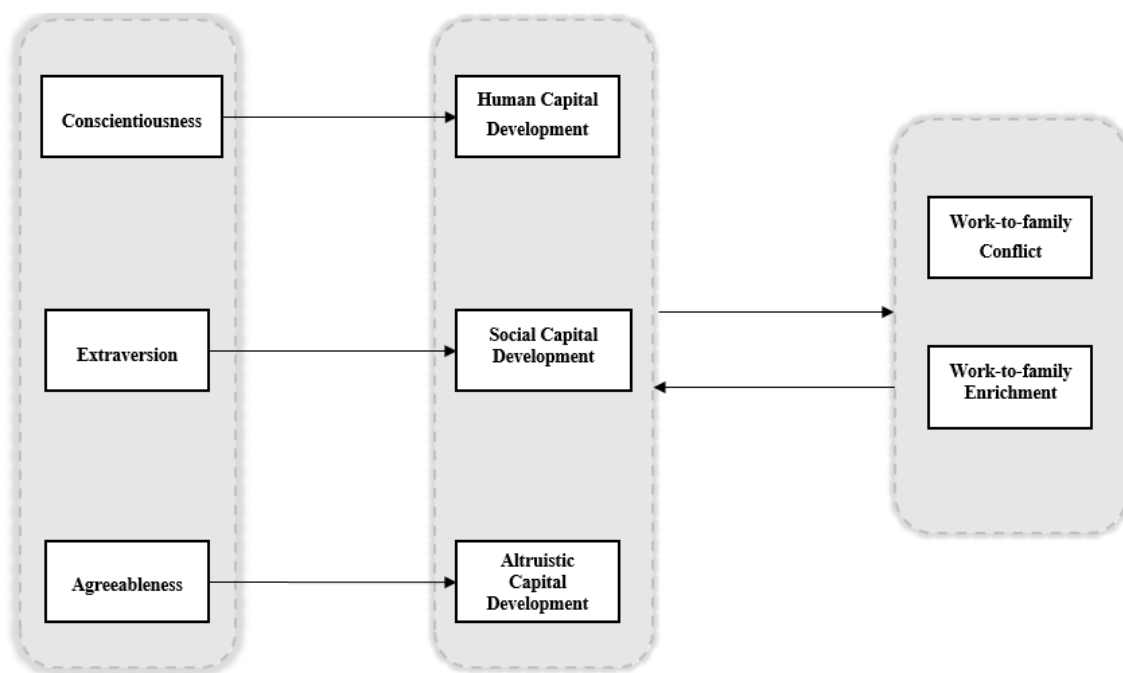 Conscientiousness
Human Capital
Development
Work-to-family
Conflict
Extraversion
Social Capital
Development
Work-to-family
Enrichment
Agreeableness
Altruistic
Capital
Development